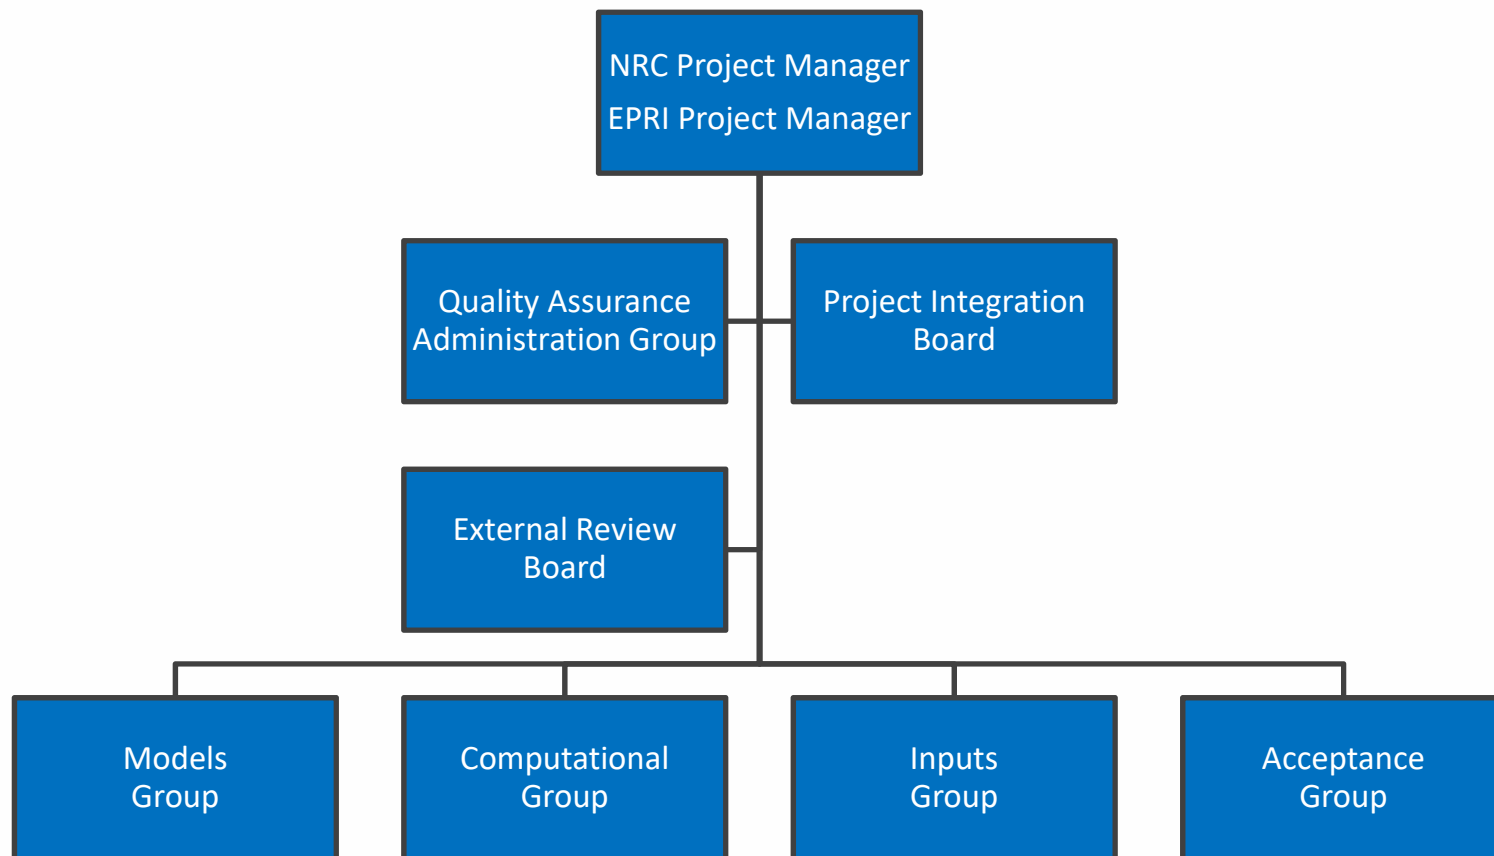 NRC Project Manager
EPRI Project Manager
Quality Assurance
Administration Group
Project Integration
Board
External Review
Board
Models
Group
Computational
Group
Inputs
Group
Acceptance
Group